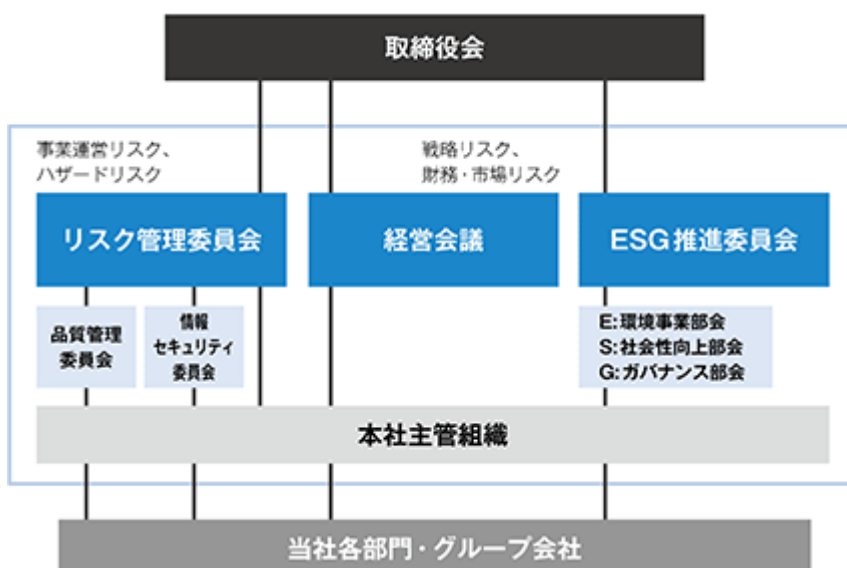 取締役会
事業運営リスク、
ハザードリスク
戦略リスク、
財務・市場リスク
リスク管理委員会
経営会議
ESG推進委員会
品質管理
委員会
情報
セキュリティ
委員会
E:環境事業部会
S:社会性向上部会
G:ガバナンス部会
本社主管組織
当社各部門・グループ会社